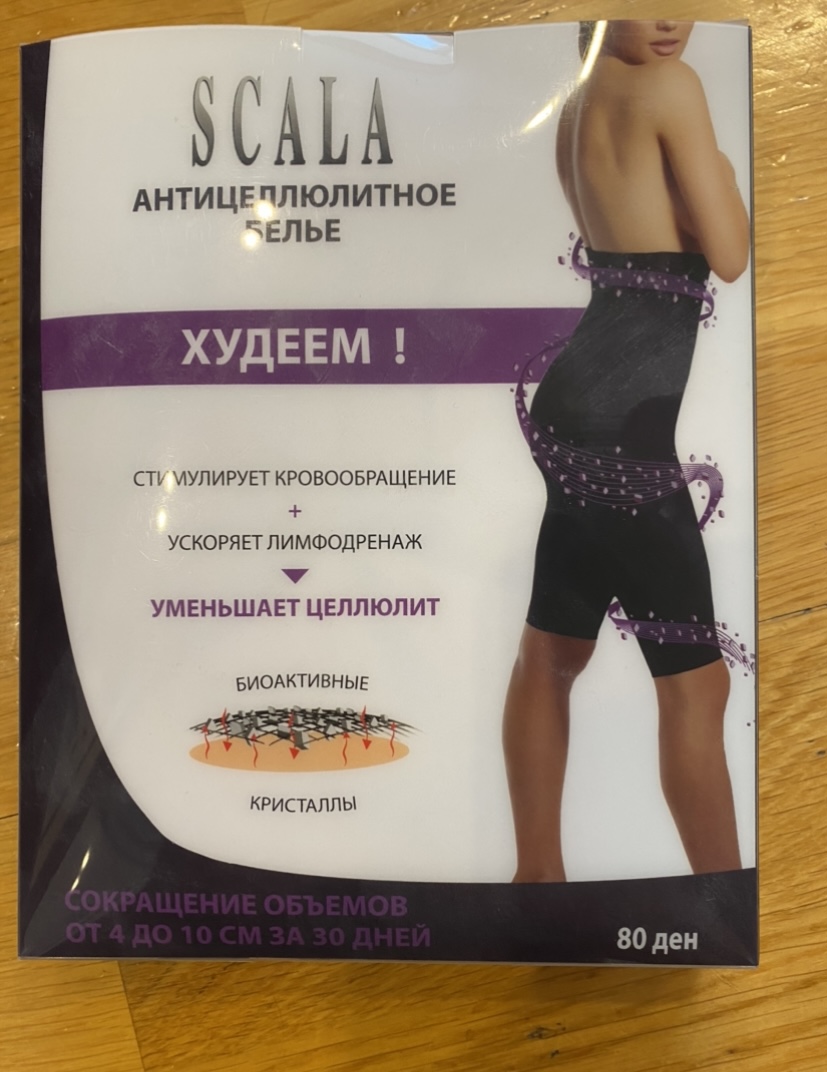 SCALA
АНТИЦЕЛЛЮЛИТНОЕ
БЕЛЬЕ
ХУДЕЕМ !
СТИМУЛИРУЕТ КРОВООБРАЩЕНИЕ
+
УСКОРЯЕТ ЛИМФОДРЕНАЖ
УМЕНЬШАЕТ ЦЕЛЛЮЛИТ
БИОАКТИВНЫЕ
КРИСТАЛЛЫ
СОКРАЩЕНИЕ ОБЪЕМОВ
ОТ 4 ДО 10 СМ ЗА 30 ДНЕЙ
80 ден